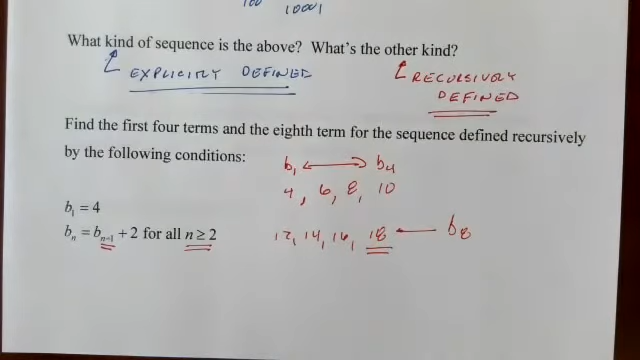 100 10001
What kind of sequence is the above? What's the other kind?
EXPLICITLY DEFINED
RECURSIVELY
DEFINED
Find the first four terms and the eighth term for the sequence defined recursively
by the following conditions:
b₁ ⟷ b₄
4, 6, 8, 10
b₁ = 4
bₙ = bₙ₋₁ + 2 for all n ≥ 2
12, 14, 16, 18 ← b₈